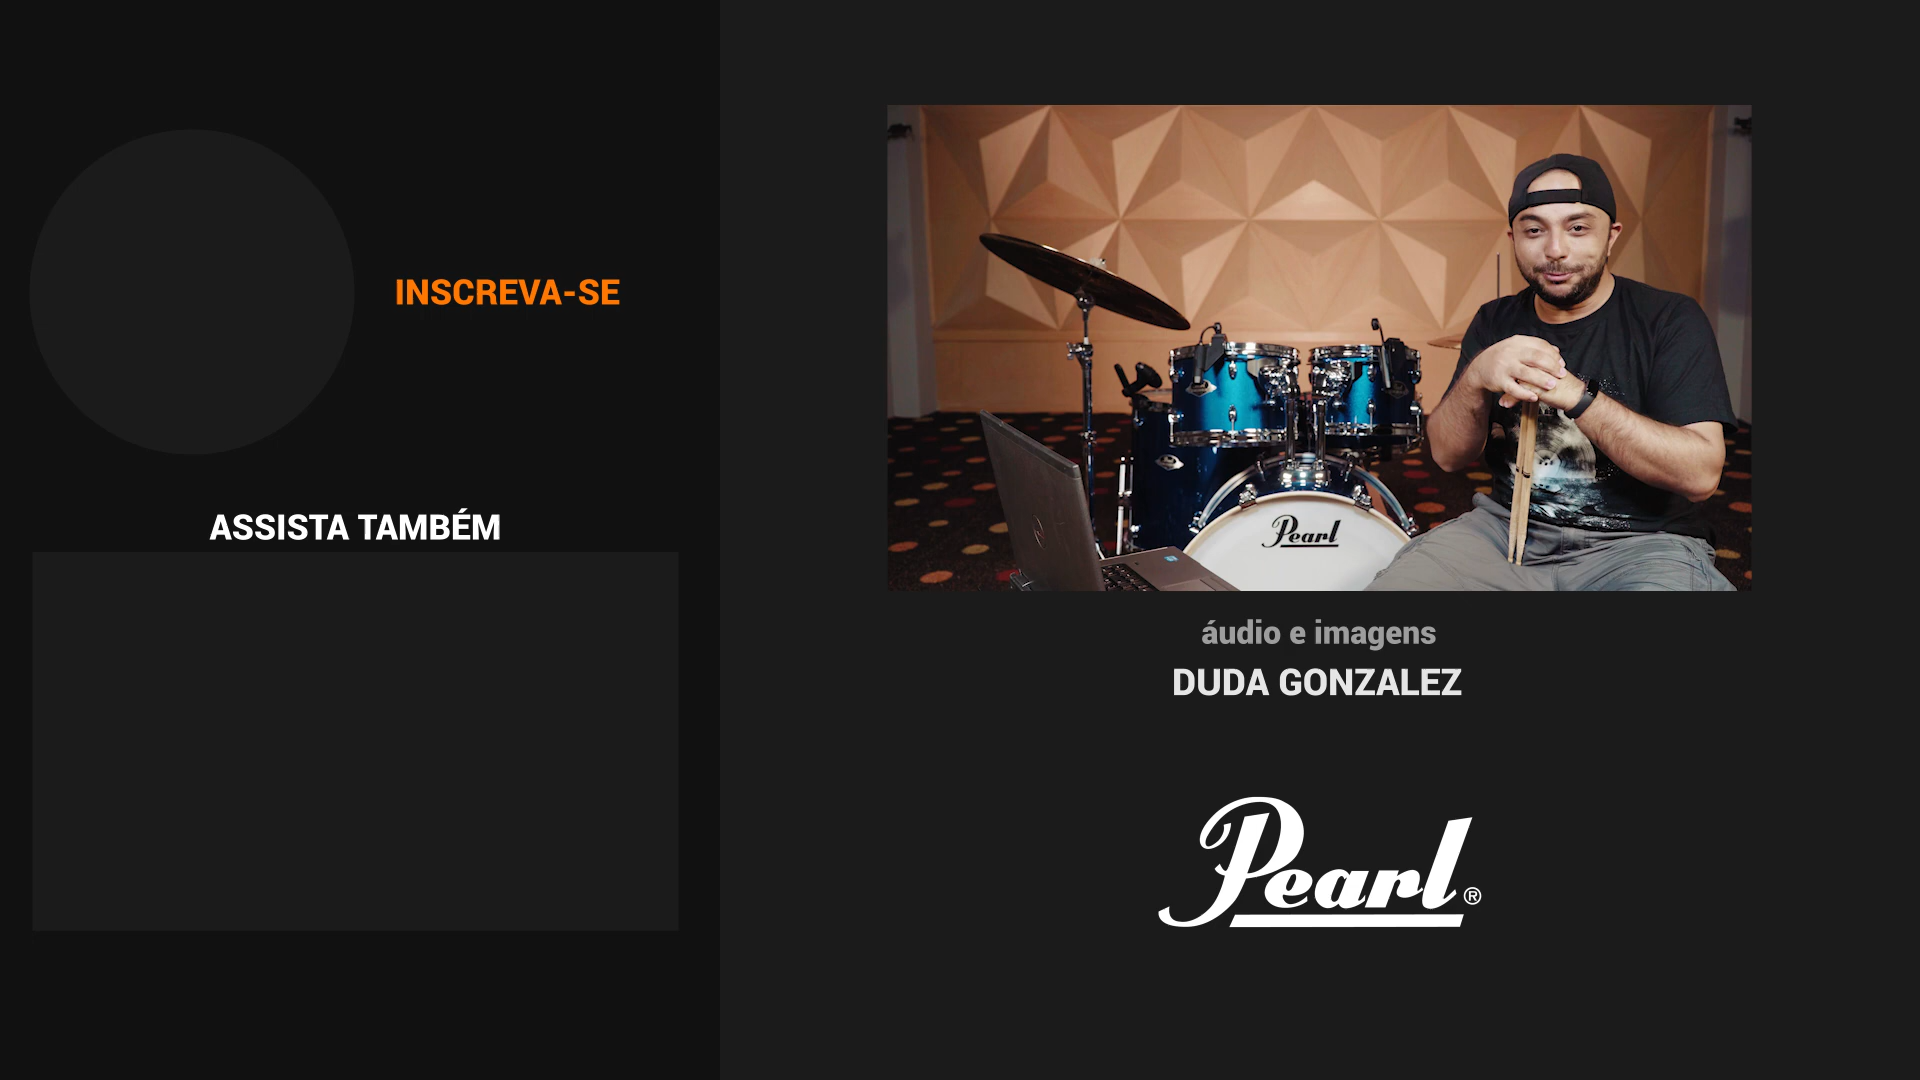 INSCREVA-SE
ASSISTA TAMBÉM
Pearl
áudio e imagens
DUDA GONZALEZ
Pearl®